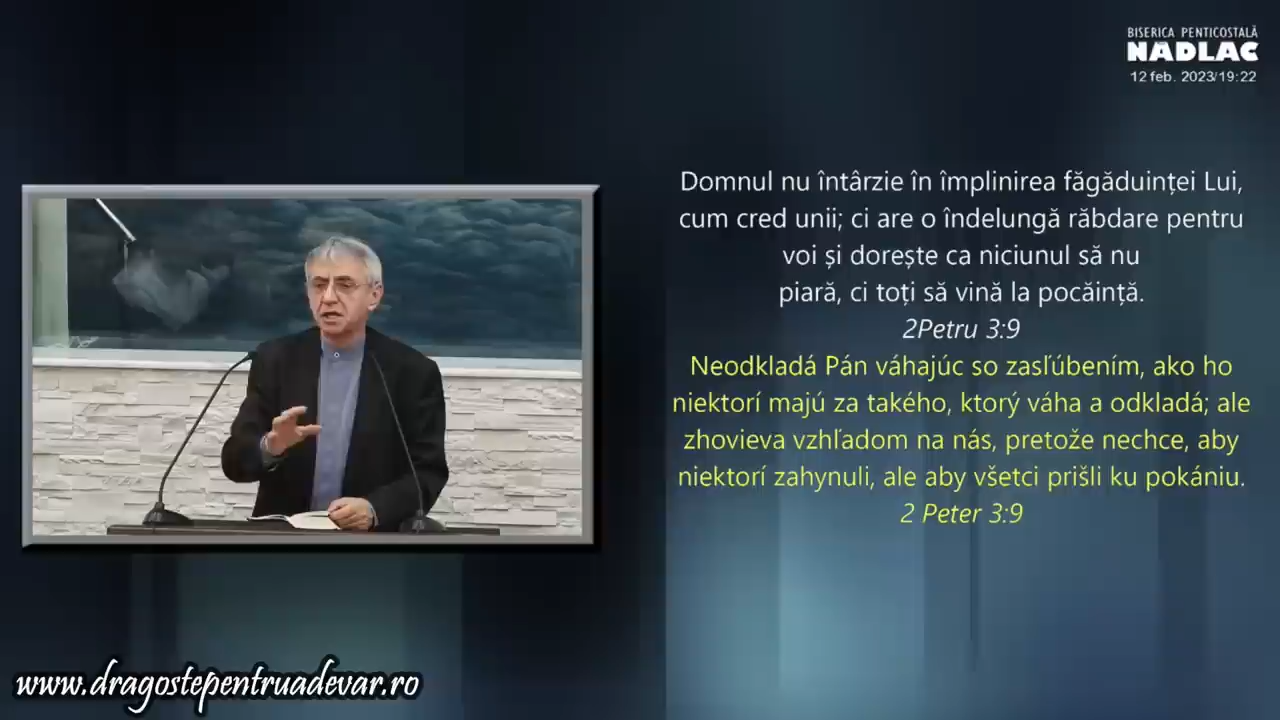 BISERICA PENTICOSTALĂ
NĂDLAC
12 feb. 2023/19:22
Domnul nu întârzie în împlinirea făgăduinței Lui,
cum cred unii; ci are o îndelungă răbdare pentru
voi și dorește ca niciunul să nu
piară, ci toți să vină la pocăință.
2Petru 3:9
Neodkladá Pán váhajúc so zasľúbením, ako ho
niektorí majú za takého, ktorý váha a odkladá; ale
zhovieva vzhľadom na nás, pretože nechce, aby
niektorí zahynuli, ale aby všetci prišli ku pokániu.
2 Peter 3:9
www.dragostepentruadevar.ro